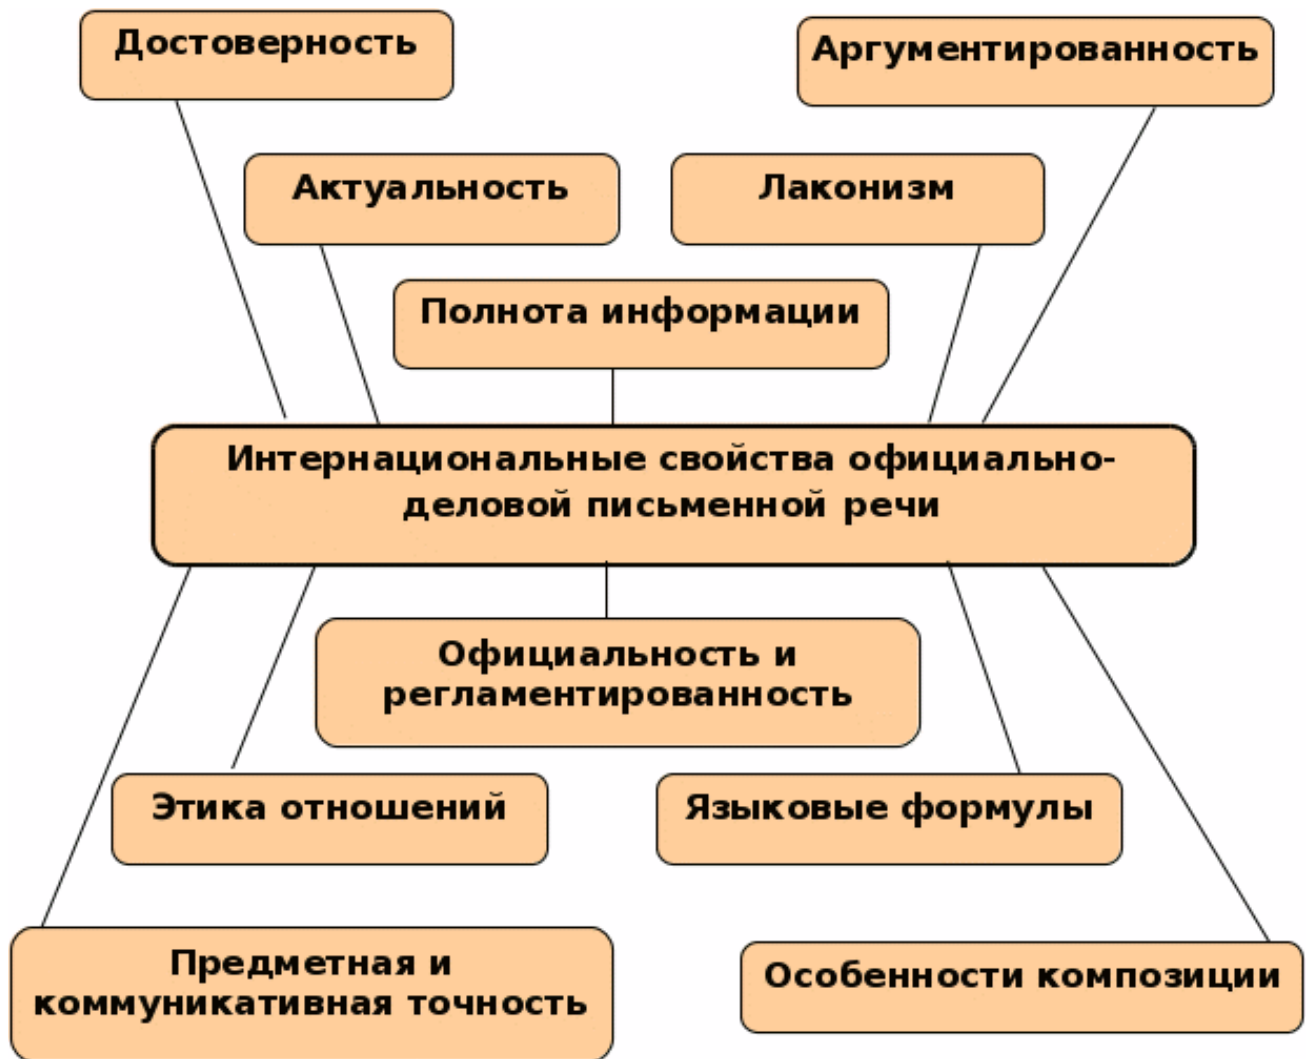 Достоверность
Аргументированность
Актуальность
Лаконизм
Полнота информации
Интернациональные свойства официально-
деловой письменной речи
Официальность и
регламентированность
Этика отношений
Языковые формулы
Предметная и
коммуникативная точность
Особенности композиции